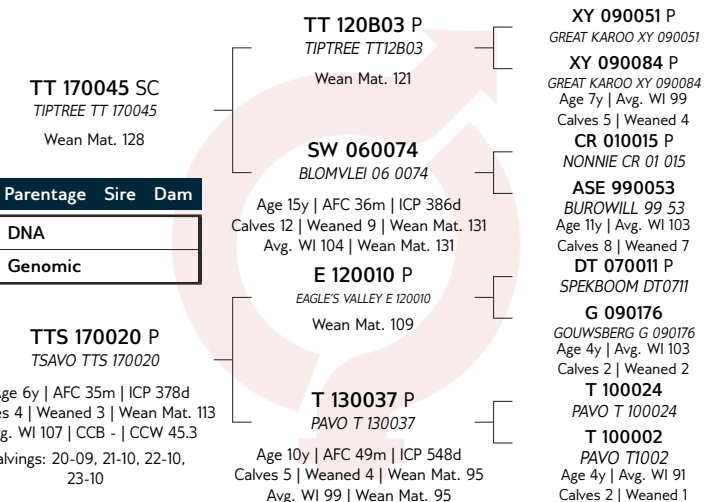 TT 170045 SC
TIPTREE TT 170045
Wean Mat. 128
Parentage Sire Dam
DNA
Genomic
TTS 170020 P
TSAVO TTS 170020
ge 6y | AFC 35m | ICP 378d
es 4 | Weaned 3 | Wean Mat. 113
g. WI 107 | CCB - | CCW 45.3
alvings: 20-09, 21-10, 22-10,
23-10
TT 120B03 P
TIPTREE TT12B03
Wean Mat. 121
SW 060074
BLOMVLEI 06 0074
Age 15y | AFC 36m | ICP 386d
Calves 12 | Weaned 9 | Wean Mat. 131
Avg. WI 104 | Wean Mat. 131
E 120010 P
EAGLE'S VALLEY E 120010
Wean Mat. 109
T 130037 P
PAVO T 130037
Age 10y | AFC 49m | ICP 548d
Calves 5 | Weaned 4 | Wean Mat. 95
Avg. WI 99 | Wean Mat. 95
XY 090051 P
GREAT KAROO XY 090051
XY 090084 P
GREAT KAROO XY 090084
Age 7y | Avg. WI 99
Calves 5 | Weaned 4
CR 010015 P
NONNIE CR 01 015
ASE 990053
BUROWILL 99 53
Age 11y | Avg. WI 103
Calves 8 | Weaned 7
DT 070011 P
SPEKBOOM DT0711
G 090176
GOUWSBERG G 090176
Age 4y | Avg. WI 103
Calves 2 | Weaned 2
T 100024
PAVO T 100024
T 100002
PAVO T1002
Age 4y | Avg. WI 91
Calves 2 | Weaned 1